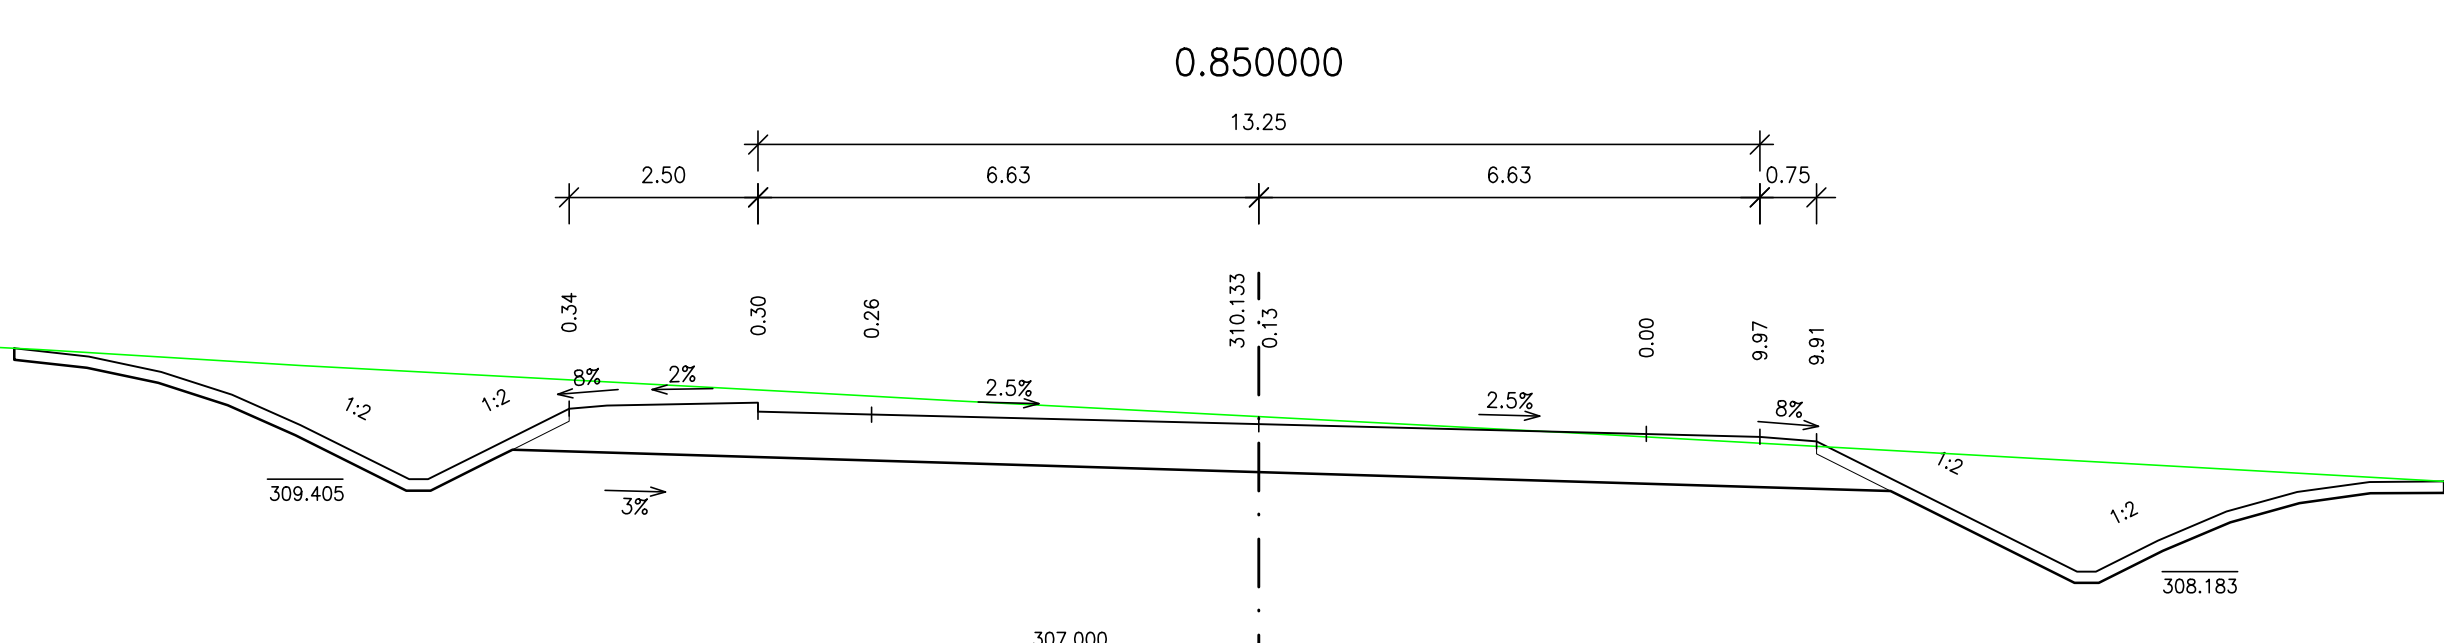 0.850000
13.25
2.50 6.63 6.63 0.75
0.34 0.30 0.26 310.133 0.13 0.00 9.97 9.91
8% 2% 2.5% 2.5% 8%
1:2 1:2 1:2 1:2
309.405 3% 308.183
307.000